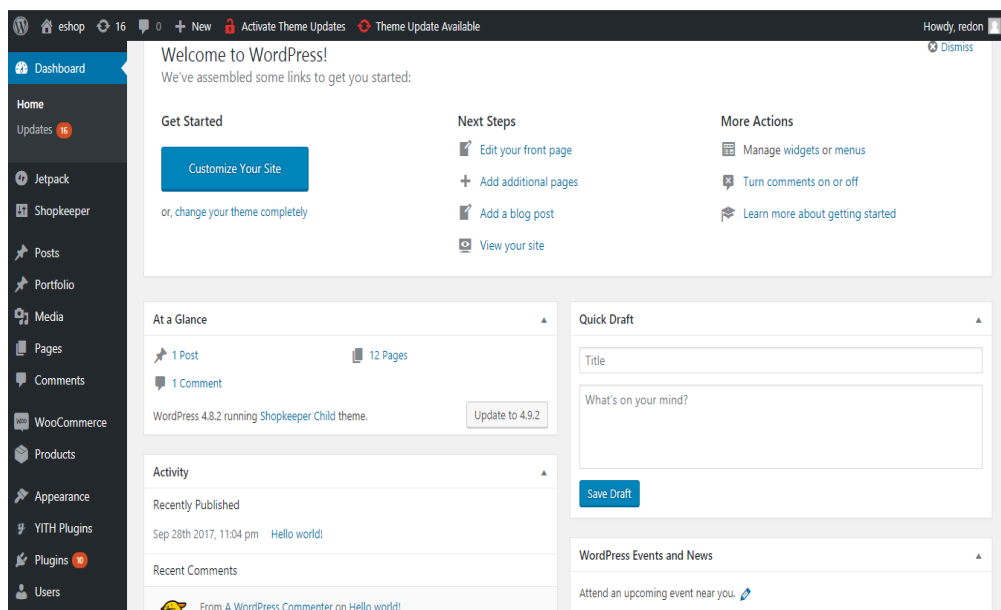 eshop 16 0 + New Activate Theme Updates Theme Update Available Howdy, redon
Dashboard
Home
Updates 16
Jetpack
Shopkeeper
Posts
Portfolio
Media
Pages
Comments
WooCommerce
Products
Appearance
YITH Plugins
Plugins 10
Users
Welcome to WordPress!
Dismiss
We've assembled some links to get you started:
Get Started
Customize Your Site
or, change your theme completely
Next Steps
Edit your front page
Add additional pages
Add a blog post
View your site
More Actions
Manage widgets or menus
Turn comments on or off
Learn more about getting started
At a Glance
1 Post 12 Pages
1 Comment
WordPress 4.8.2 running Shopkeeper Child theme. Update to 4.9.2
Activity
Recently Published
Sep 28th 2017, 11:04 pm Hello world!
Recent Comments
From A WordPress Commenter on Hello world!
Quick Draft
Title
What's on your mind?
Save Draft
WordPress Events and News
Attend an upcoming event near you.